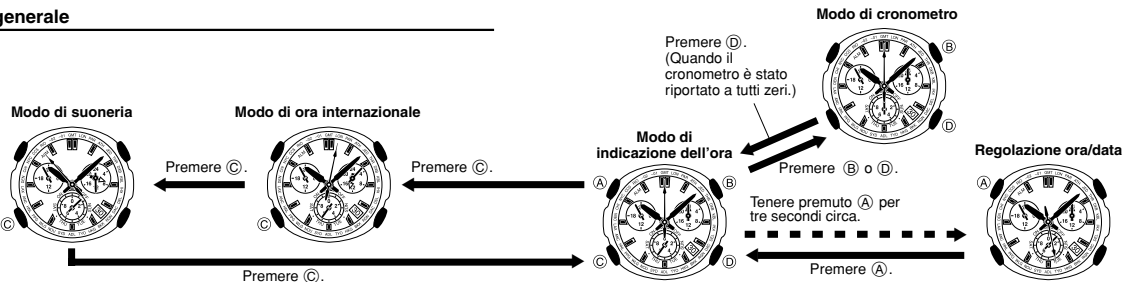 generale
Modo di cronometro
Premere Ⓓ.
(Quando il
cronometro è stato
riportato a tutti zeri.)
Ⓑ
Ⓓ
Modo di suoneria
Modo di ora internazionale
Modo di
indicazione dell'ora
Premere Ⓑ o Ⓓ.
Regolazione ora/data
Premere Ⓒ.
Premere Ⓒ.
Ⓐ
Ⓑ
Tenere premuto Ⓐ per
tre secondi circa.
Ⓐ
Ⓒ
Ⓒ
Ⓒ
Ⓓ
Premere Ⓐ.
Premere Ⓒ.